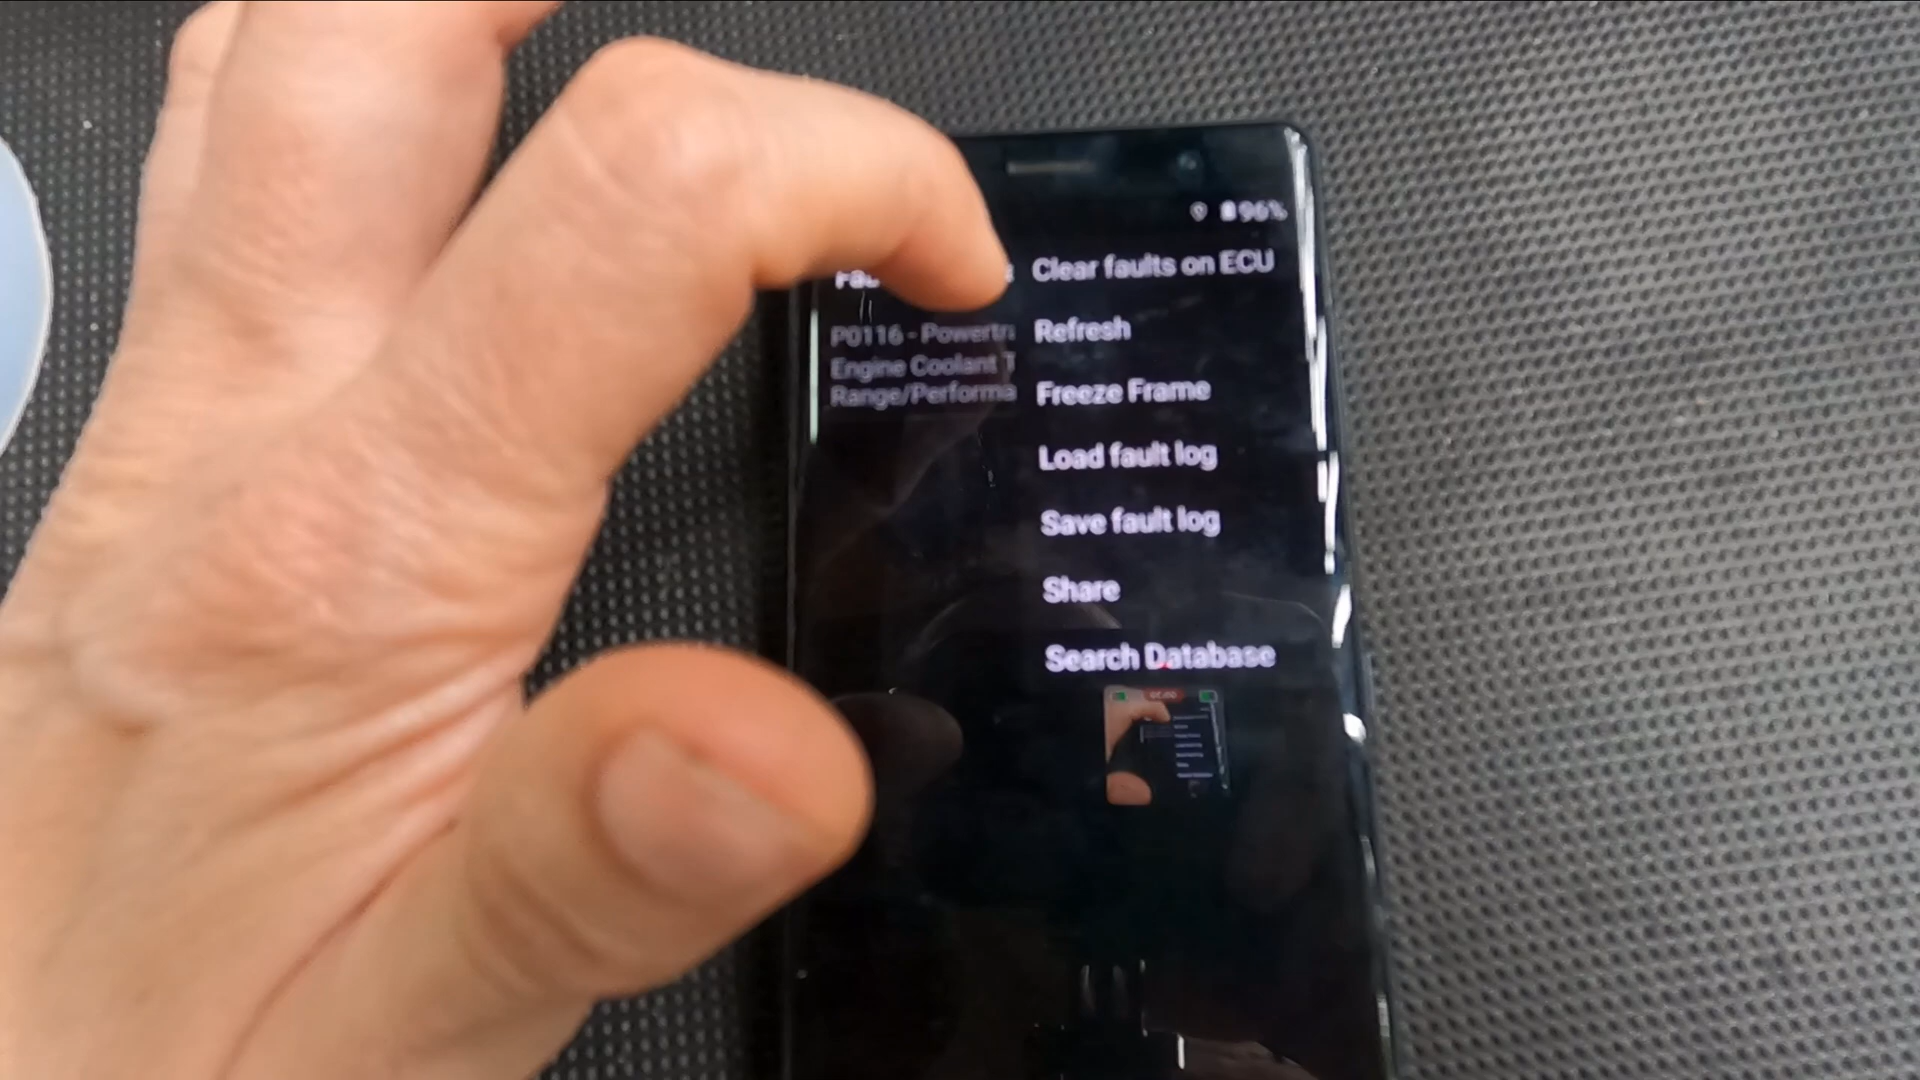 96%
Clear faults on ECU
P0116 - Powertr
Engine Coolant T
Range/Performa
Refresh
Freeze Frame
Load fault log
Save fault log
Share
Search Database